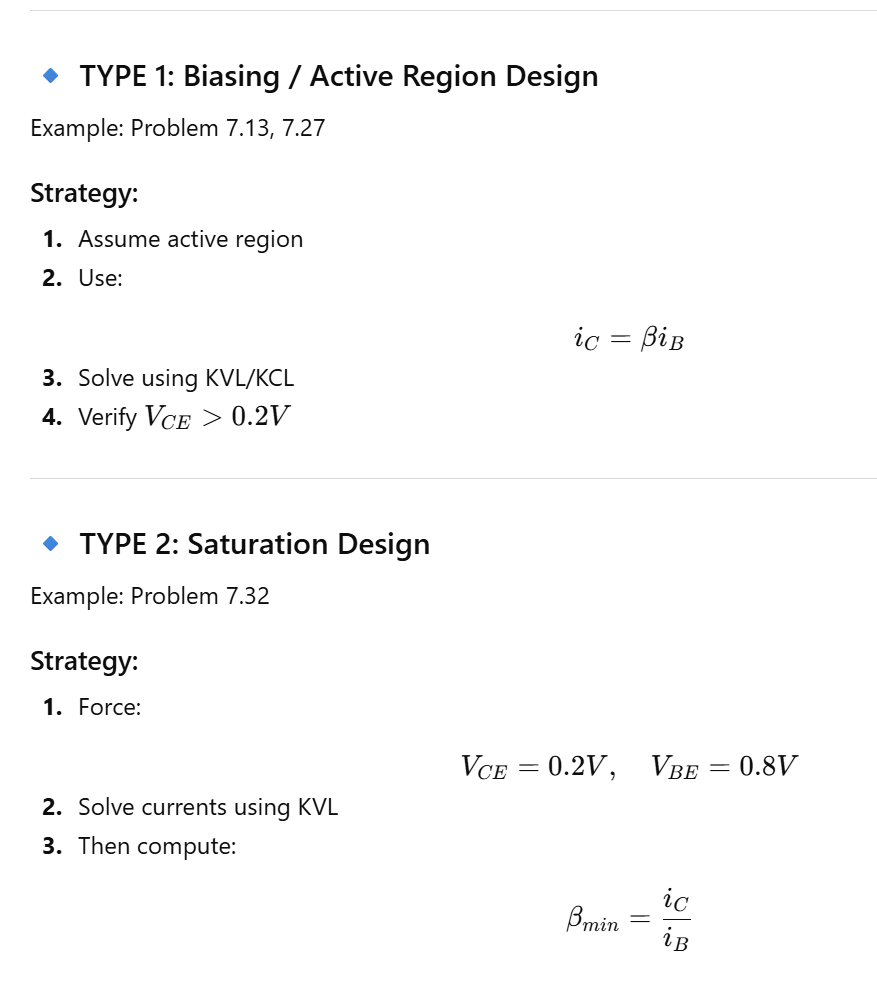 TYPE 1: Biasing / Active Region Design
Example: Problem 7.13, 7.27
Strategy:
1. Assume active region
2. Use:
i_C = βi_B
3. Solve using KVL/KCL
4. Verify V_CE > 0.2V
TYPE 2: Saturation Design
Example: Problem 7.32
Strategy:
1. Force:
V_CE = 0.2V, V_BE = 0.8V
2. Solve currents using KVL
3. Then compute:
β_min = i_C / i_B